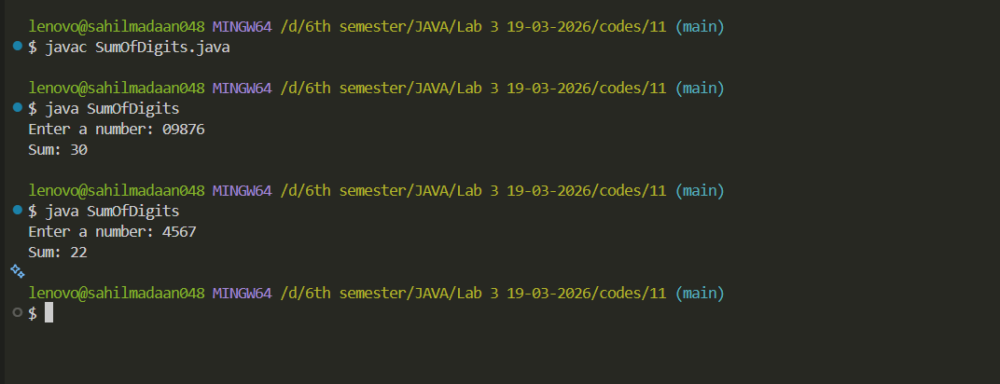 lenovo@sahilmadaan048 MINGW64 /d/6th semester/JAVA/Lab 3 19-03-2026/codes/11 (main)
$ javac SumOfDigits.java
lenovo@sahilmadaan048 MINGW64 /d/6th semester/JAVA/Lab 3 19-03-2026/codes/11 (main)
$ java SumOfDigits
Enter a number: 09876
Sum: 30
lenovo@sahilmadaan048 MINGW64 /d/6th semester/JAVA/Lab 3 19-03-2026/codes/11 (main)
$ java SumOfDigits
Enter a number: 4567
Sum: 22
lenovo@sahilmadaan048 MINGW64 /d/6th semester/JAVA/Lab 3 19-03-2026/codes/11 (main)
$